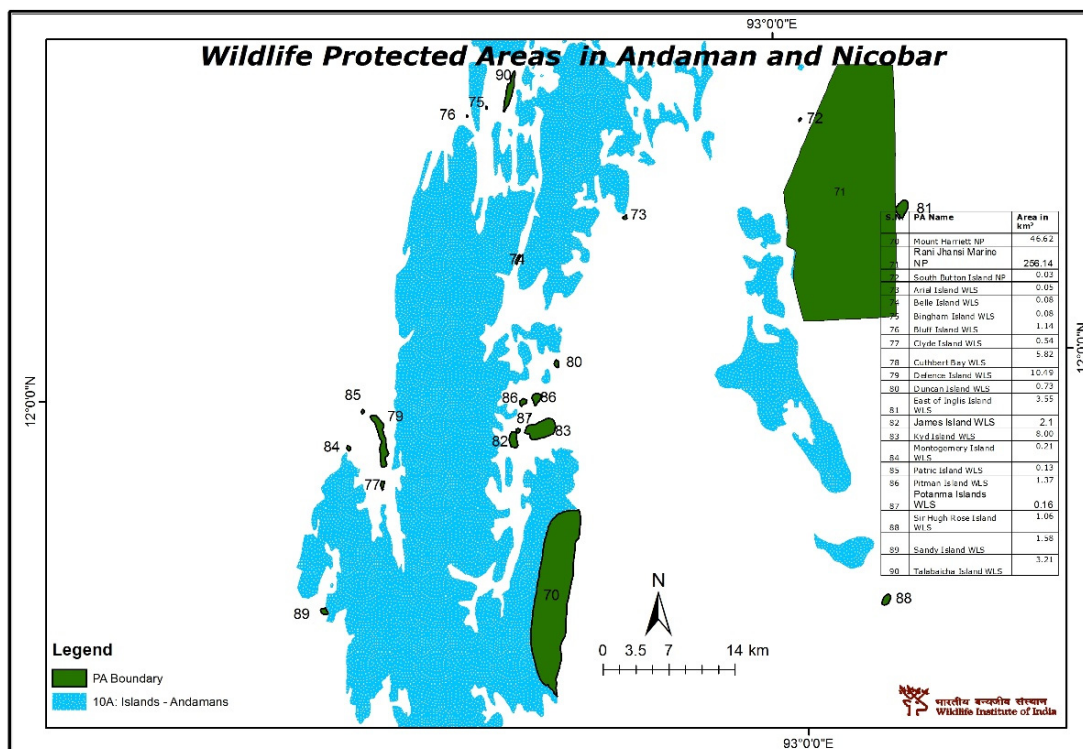 93°0'0"E
Wildlife Protected Areas in Andaman and Nicobar
90
75
76
72
71
81
73
74
S.N. PA Name Area in km²
70 Mount Harriett NP 46.62
71 Rani Jhansi Marine NP 256.14
72 South Button Island NP 0.03
73 Arial Island WLS 0.05
74 Belle Island WLS 0.08
75 Bingham Island WLS 0.08
76 Bluff Island WLS 1.14
77 Clyde Island WLS 0.54
78 Cuthbert Bay WLS 5.82
79 Defence Island WLS 10.49
80 Duncan Island WLS 0.73
81 East of Inglis Island WLS 3.55
82 James Island WLS 2.1
83 Kyd Island WLS 8.00
84 Montogomery Island WLS 0.21
85 Patric Island WLS 0.13
86 Pitman Island WLS 1.37
87 Potanma Islands WLS 0.16
88 Sir Hugh Rose Island WLS 1.06
89 Sandy Island WLS 1.58
90 Talabaicha Island WLS 3.21
80
12°0'0"N
12°0'0"N
85
79
86
86
87
84
82
83
77
70
88
89
N
0 3.5 7 14 km
Legend
PA Boundary
10A: Islands - Andamans
भारतीय वन्यजीव संस्थान
Wildlife Institute of India
93°0'0"E